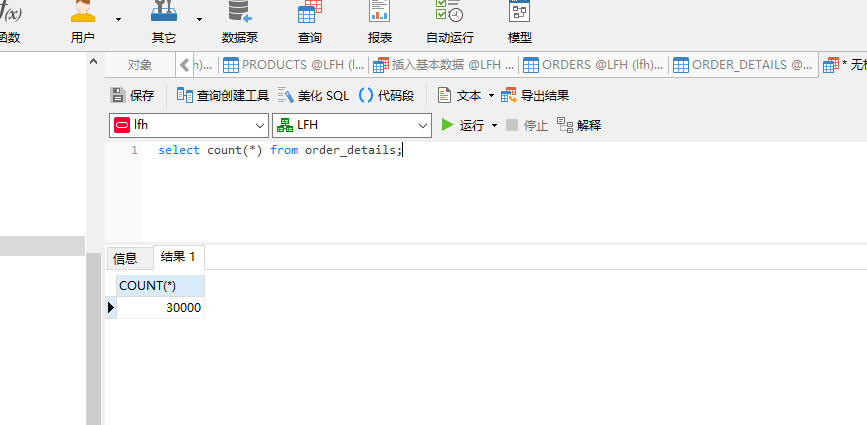 f(x)
函数 用户 其它 数据泵 查询 报表 自动运行 模型
对象 h)... PRODUCTS @LFH (l... 插入基本数据 @LFH ... ORDERS @LFH (lfh)... ORDER_DETAILS @... * 无标
保存 查询创建工具 美化 SQL () 代码段 文本 导出结果
lfh LFH 运行 停止 解释
1 select count(*) from order_details;
信息 结果 1
COUNT(*)
30000